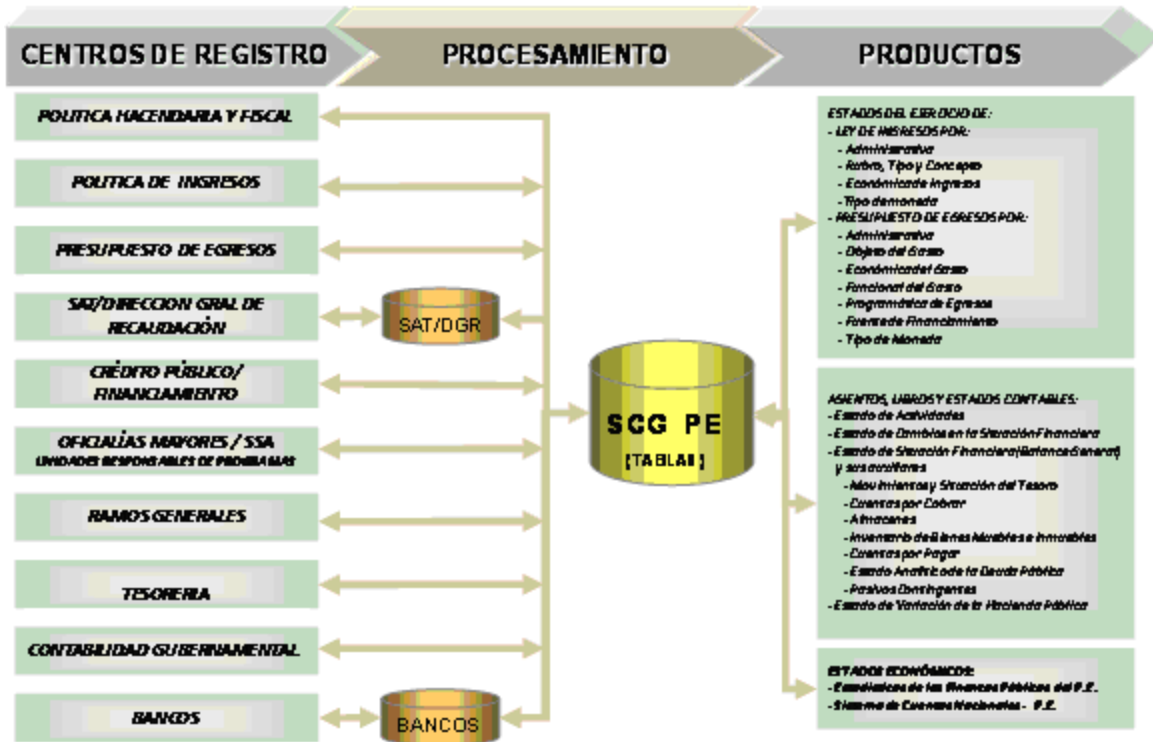 CENTROS DE REGISTRO
PROCESAMIENTO
PRODUCTOS
POLITICA HACENDARIA Y FISCAL
POLITICA DE INGRESOS
PRESUPUESTO DE EGRESOS
SAT/DIRECCION GRAL DE
RECAUDACIÓN
CRÉDITO PÚBLICO/
FINANCIAMIENTO
OFICIALÍAS MAYORES / SSA
UNIDADES RESPONSABLES DE PROGRAMAS
RAMOS GENERALES
TESORERIA
CONTABILIDAD GUBERNAMENTAL
BANCOS
SAT/DGR
BANCOS
SCG PE
(TABLAS)
ESTADOS DEL EJERCICIO DE:
- LEY DE INGRESOS POR:
- Administrativa
- Rubro, Tipo y Concepto
- Económica de Ingresos
- Tipo de moneda
- PRESUPUESTO DE EGRESOS POR:
- Administrativa
- Objeto del Gasto
- Económica del Gasto
- Funcional del Gasto
- Programática de Egresos
- Fuente de Financiamiento
- Tipo de Moneda
ASIENTOS, LIBROS Y ESTADOS CONTABLES:
- Estado de Actividades
- Estado de Cambios en la Situación Financiera
- Estado de Situación Financiera (Balance General)
y sus auxiliares
- Movimientos y Situación del Tesoro
- Cuentas por Cobrar
- Almacenes
- Inventario de Bienes Muebles e Inmuebles
- Cuentas por Pagar
- Estado Analítico de la Deuda Pública
- Pasivos Contingentes
- Estado de Variación de la Hacienda Pública
ESTADOS ECONÓMICOS:
- Estadísticas de las Finanzas Públicas del P.E.
- Sistema de Cuentas Nacionales - P.E.